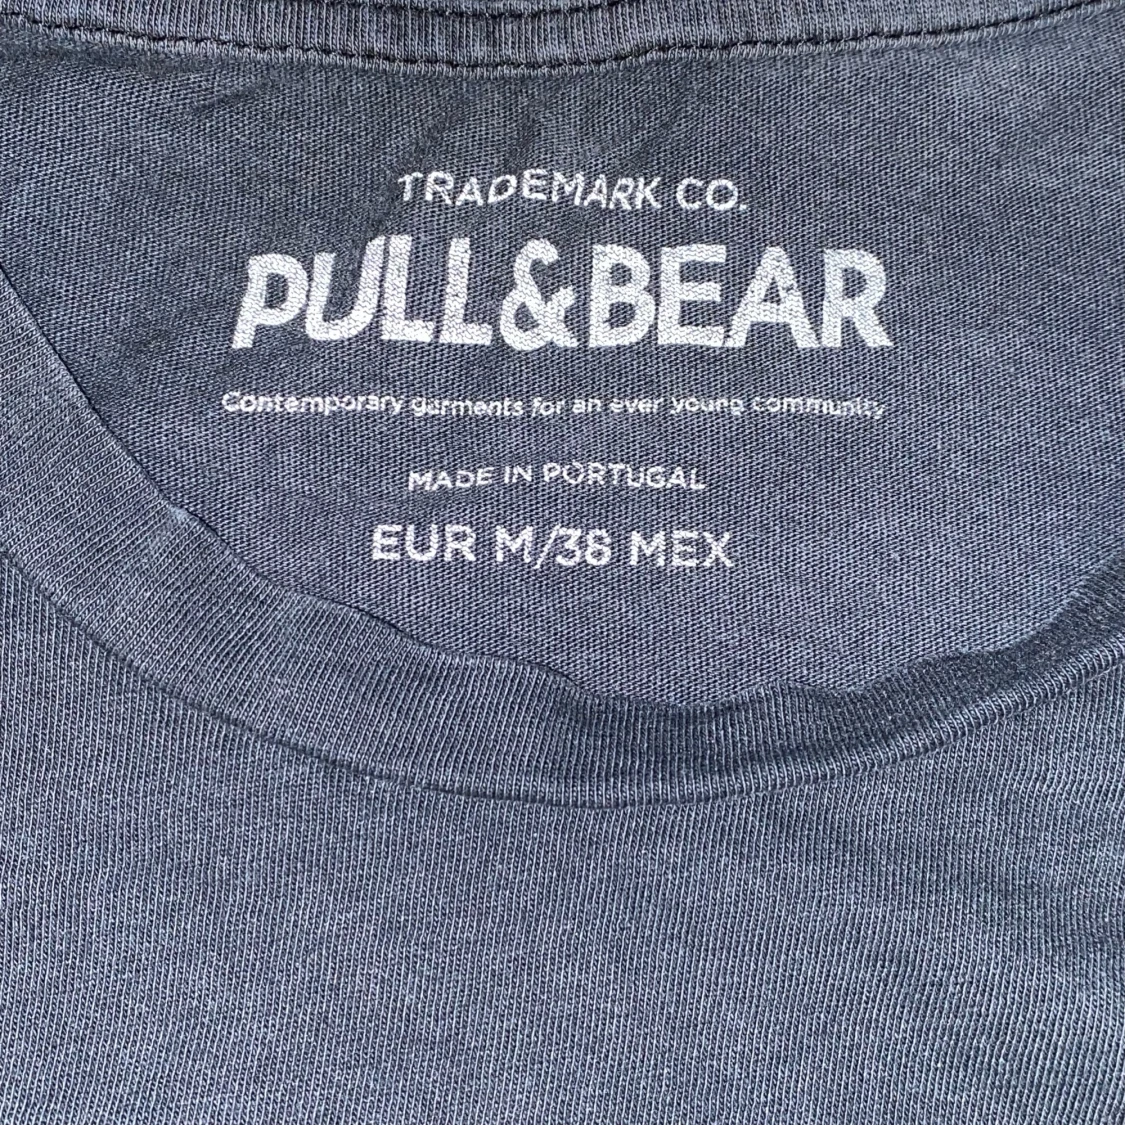 TRADEMARK CO.
PULL&BEAR
Contemporary garments for an ever young community
MADE IN PORTUGAL
EUR M/38 MEX